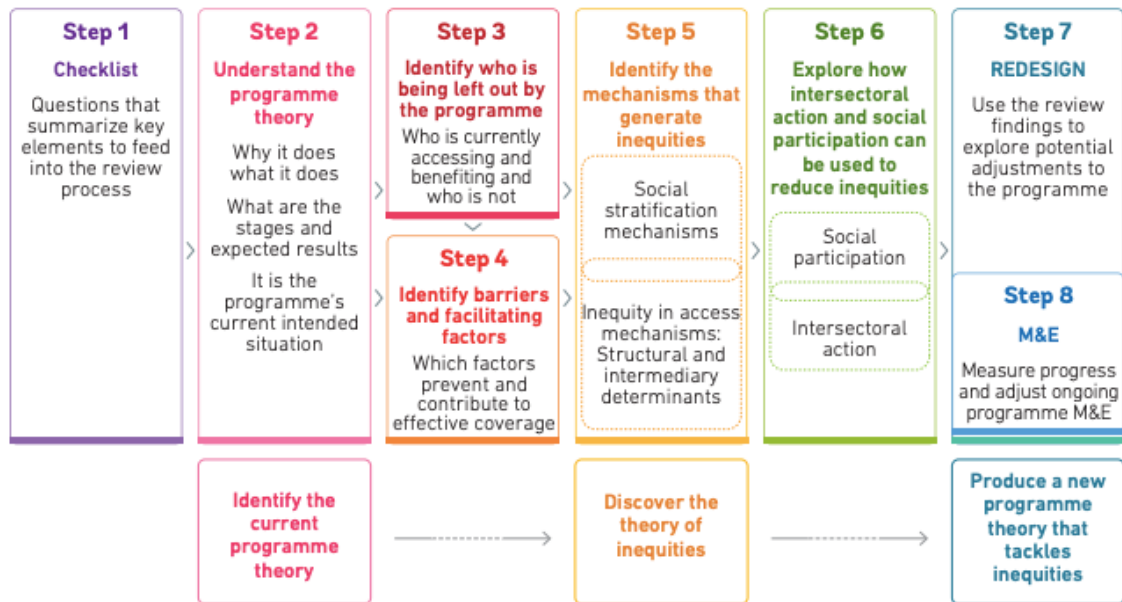 Step 1
Checklist
Questions that
summarize key
elements to feed
into the review
process
Step 2
Understand the
programme
theory
Why it does
what it does
What are the
stages and
expected results
It is the
programme's
current intended
situation
Step 3
Identify who is
being left out by
the programme
Who is currently
accessing and
benefiting and
who is not
Step 4
Identify barriers
and facilitating
factors
Which factors
prevent and
contribute to
effective coverage
Step 5
Identify the
mechanisms that
generate
inequities
Social
stratification
mechanisms
Inequity in access
mechanisms:
Structural and
intermediary
determinants
Step 6
Explore how
intersectoral
action and social
participation can
be used to
reduce inequities
Social
participation
Intersectoral
action
Step 7
REDESIGN
Use the review
findings to
explore potential
adjustments to
the programme
Step 8
M&E
Measure progress
and adjust ongoing
programme M&E
Identify the
current
programme
theory
Discover the
theory of
inequities
Produce a new
programme
theory that
tackles
inequities